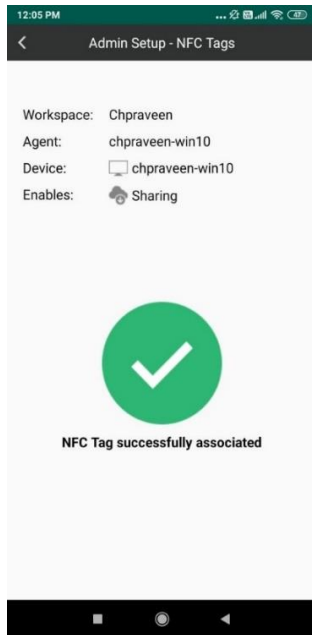 12:05 PM
47
Admin Setup - NFC Tags
Workspace: Chpraveen
Agent: chpraveen-win10
Device: chpraveen-win10
Enables: Sharing
NFC Tag successfully associated